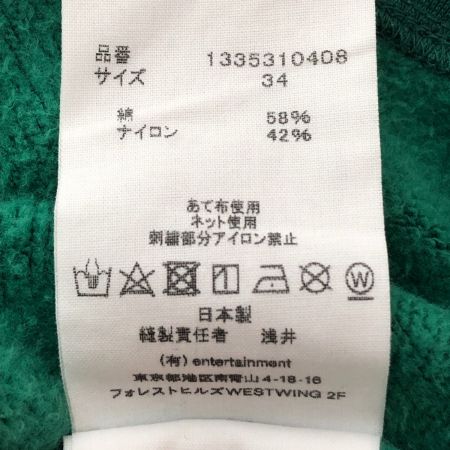 品番 1335310408
サイズ 34
綿 58%
ナイロン 42%
あて布使用
ネット使用
刺繍部分アイロン禁止
W
日本製
縫製責任者 浅井
(有) entertainment
東京都港区南青山4-18-16
フォレストヒルズWESTWING 2F